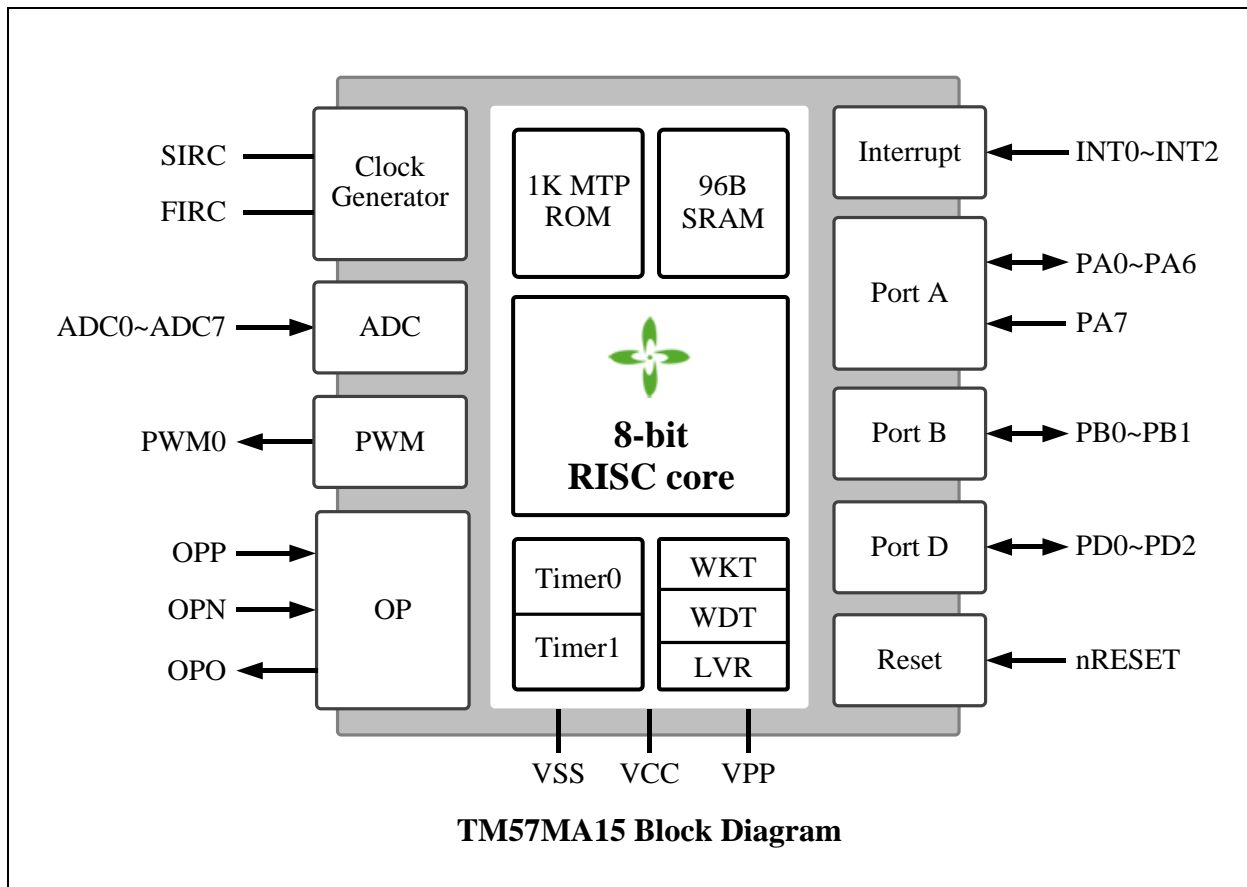 SIRC
FIRC
Clock
Generator
ADC0~ADC7
ADC
PWM0
PWM
OPP
OPN
OPO
OP
1K MTP
ROM
96B
SRAM
8-bit
RISC core
Timer0
Timer1
WKT
WDT
LVR
Interrupt
INT0~INT2
Port A
PA0~PA6
PA7
Port B
PB0~PB1
Port D
PD0~PD2
Reset
nRESET
VSS
VCC
VPP
TM57MA15 Block Diagram